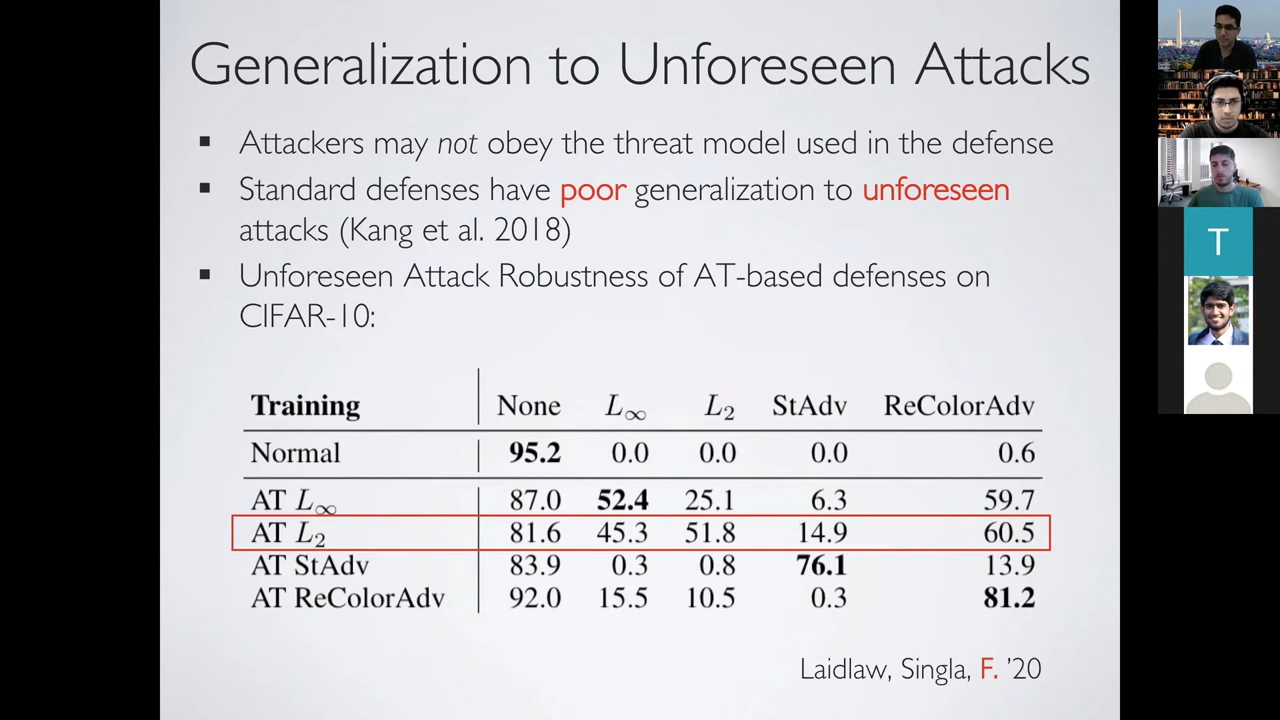 Generalization to Unforeseen Attacks
▪ Attackers may not obey the threat model used in the defense
▪ Standard defenses have poor generalization to unforeseen
attacks (Kang et al. 2018)
▪ Unforeseen Attack Robustness of AT-based defenses on
CIFAR-10:
Training None L∞ L2 StAdv ReColorAdv
Normal 95.2 0.0 0.0 0.0 0.6
AT L∞ 87.0 52.4 25.1 6.3 59.7
AT L2 81.6 45.3 51.8 14.9 60.5
AT StAdv 83.9 0.3 0.8 76.1 13.9
AT ReColorAdv 92.0 15.5 10.5 0.3 81.2
Laidlaw, Singla, F. '20
T